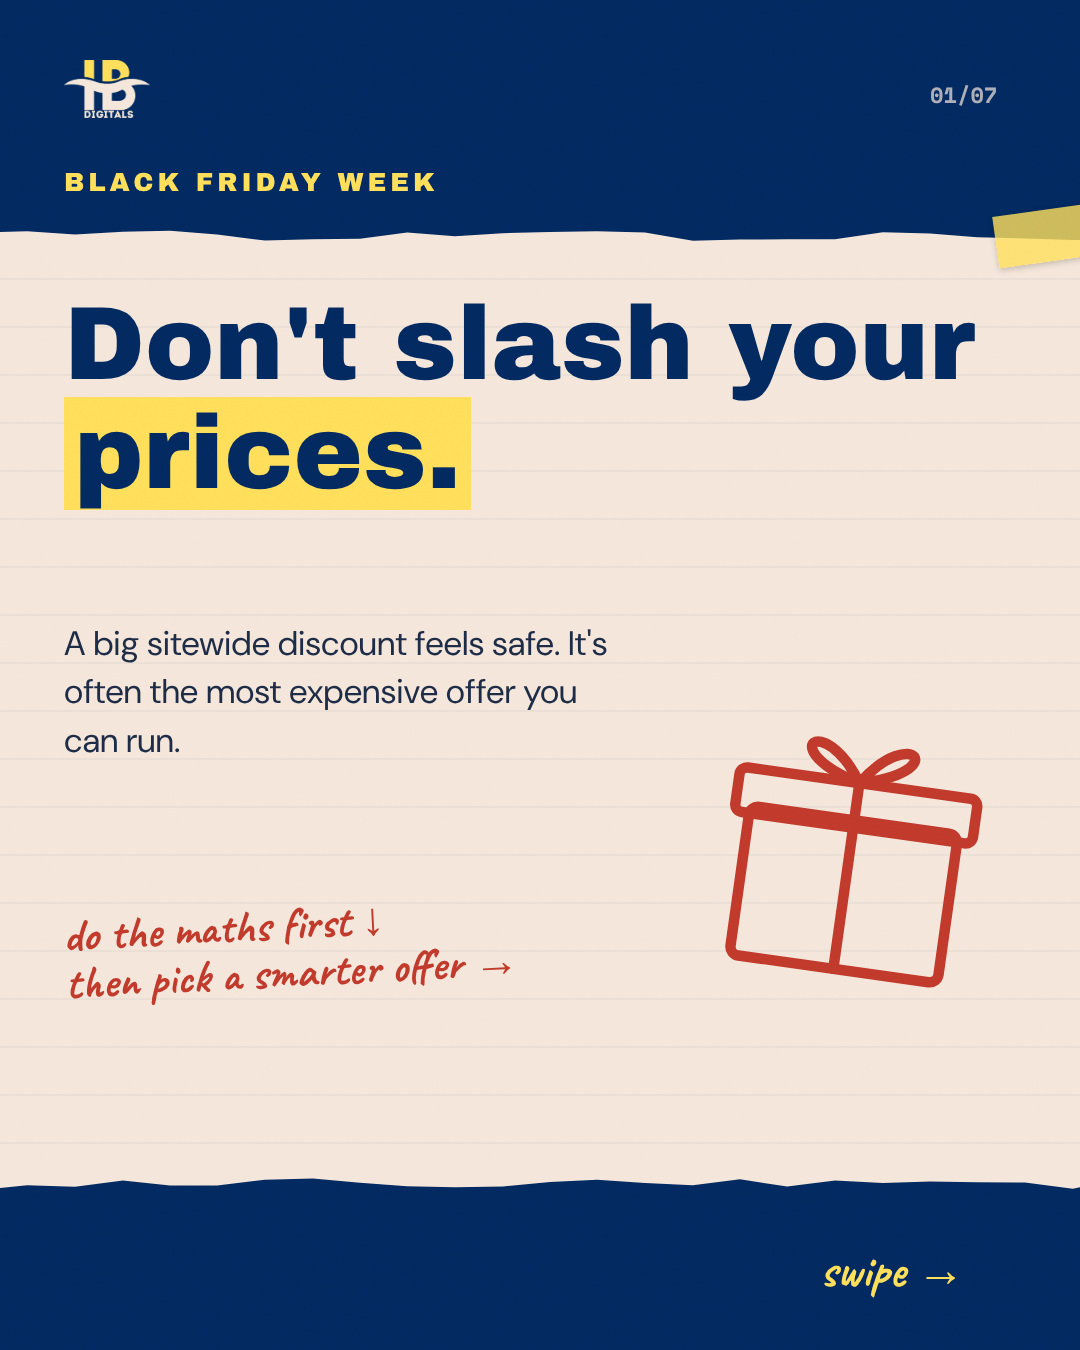 HB
DIGITALS
01/07
BLACK FRIDAY WEEK
Don't slash your
prices.
A big sitewide discount feels safe. It's
often the most expensive offer you
can run.
do the maths first ↓
then pick a smarter offer →
swipe →